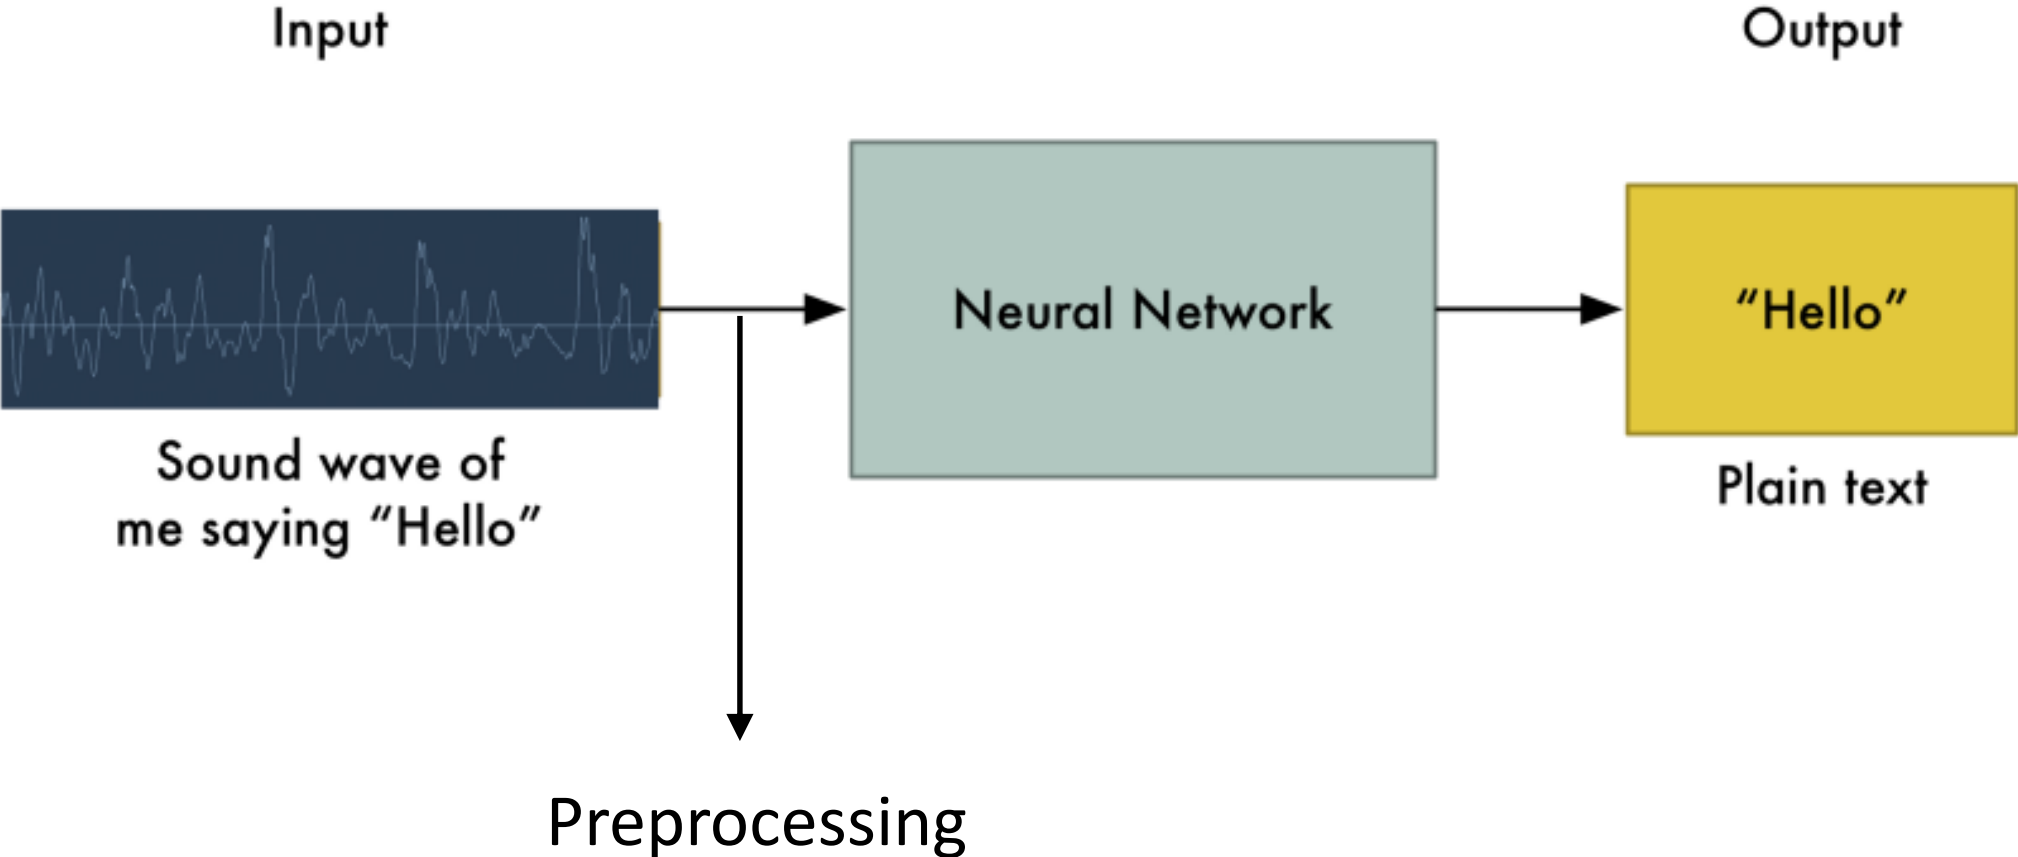 Input
Output
Neural Network
“Hello”
Sound wave of
me saying “Hello”
Plain text
Preprocessing